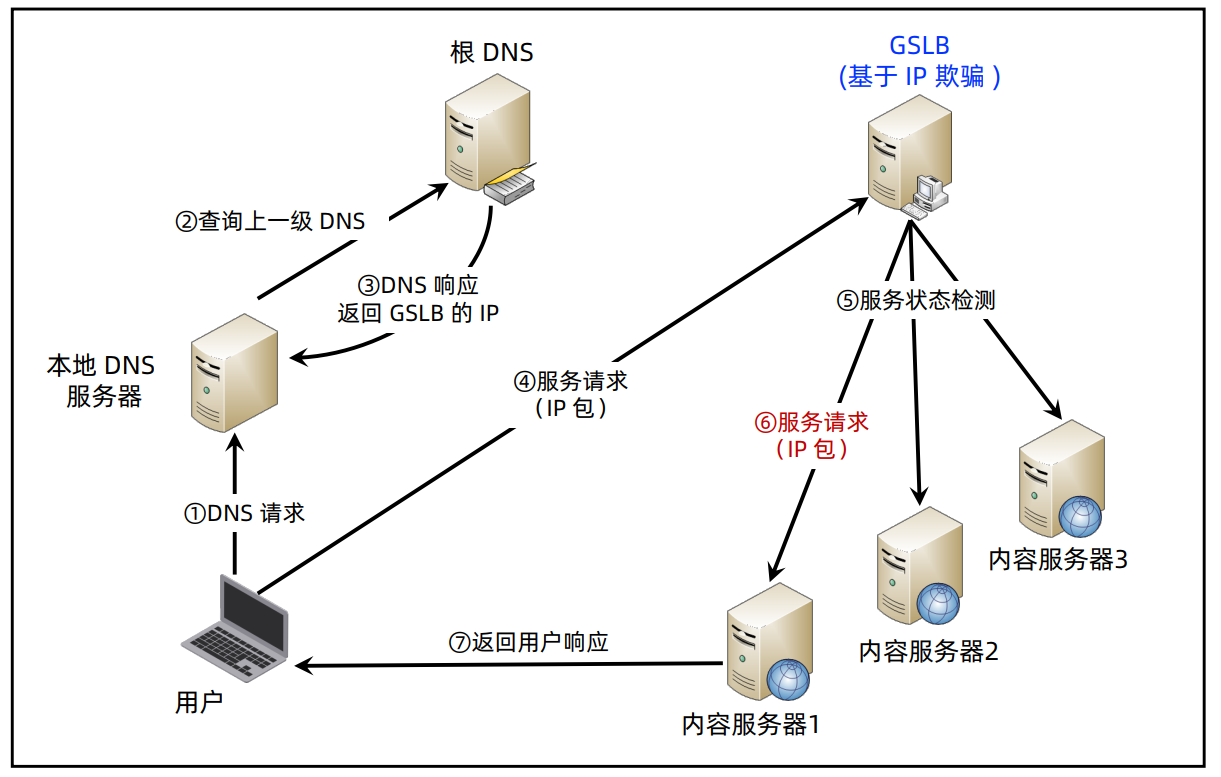 根 DNS
GSLB
(基于 IP 欺骗 )
②查询上一级 DNS
③DNS 响应
返回 GSLB 的 IP
⑤服务状态检测
本地 DNS
服务器
④服务请求
(IP 包)
⑥服务请求
(IP 包)
①DNS 请求
内容服务器3
⑦返回用户响应
内容服务器2
用户
内容服务器1